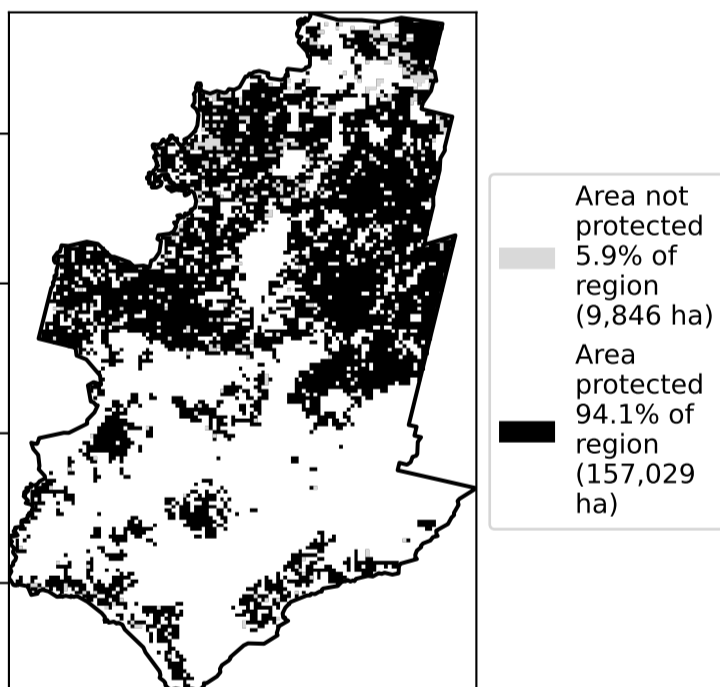 Area not
protected
5.9% of
region
(9,846 ha)
Area
protected
94.1% of
region
(157,029
ha)